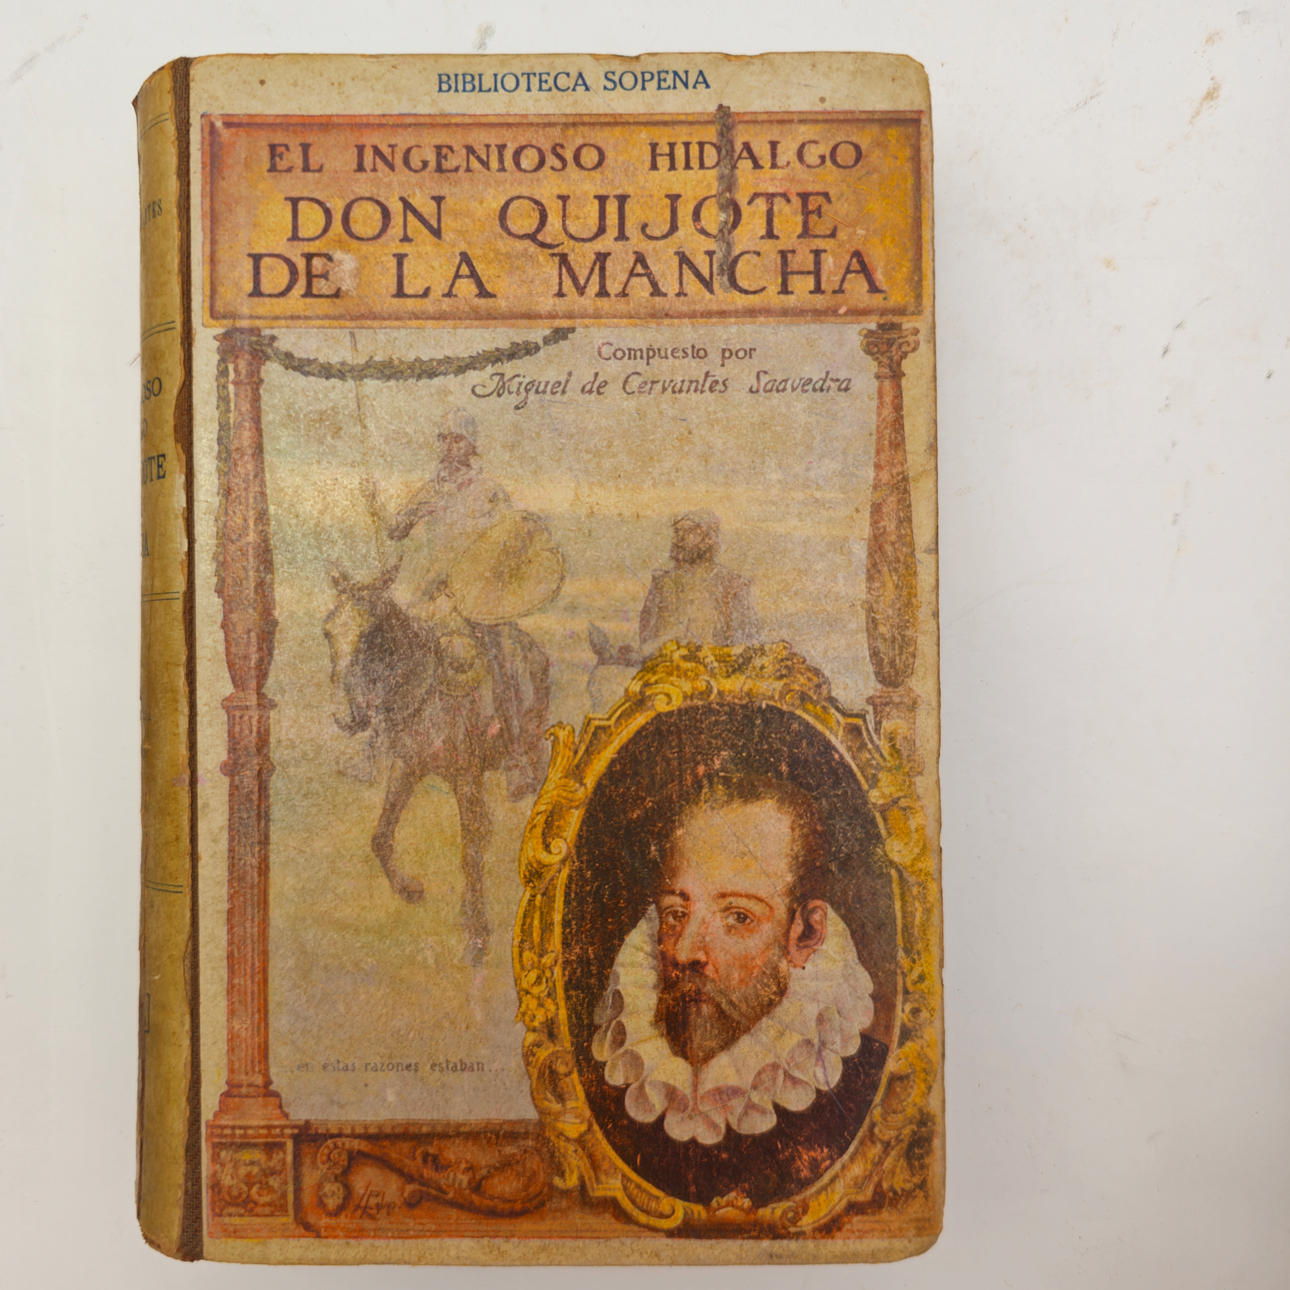 BIBLIOTECA SOPENA
EL INGENIOSO HIDALGO
DON QUIJOTE
DE LA MANCHA
Compuesto por
Miguel de Cervantes Saavedra
en estas razones estaban...